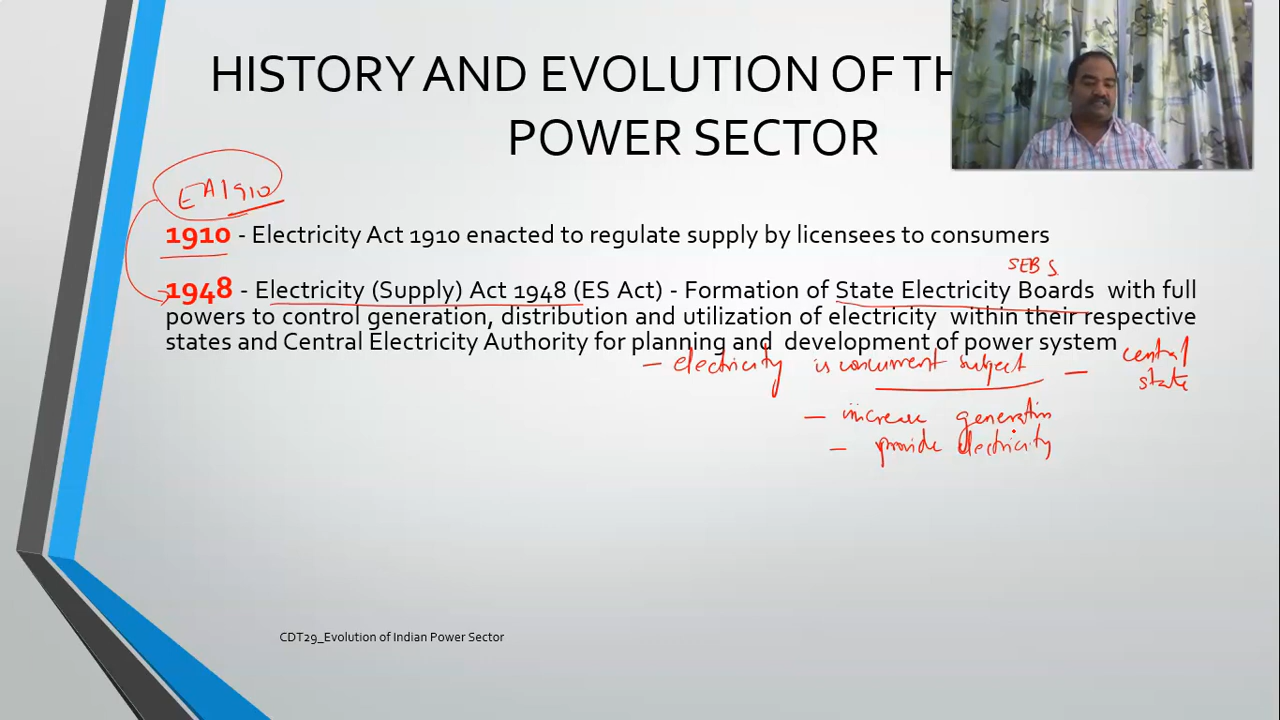 HISTORY AND EVOLUTION OF TH
POWER SECTOR
EA 1910
1910 - Electricity Act 1910 enacted to regulate supply by licensees to consumers
SEB S
1948 - Electricity (Supply) Act 1948 (ES Act) - Formation of State Electricity Boards with full
powers to control generation, distribution and utilization of electricity within their respective
states and Central Electricity Authority for planning and development of power system
- electricity is concurrent subject - central
state
- increase generation
- provide electricity
CDT29_Evolution of Indian Power Sector